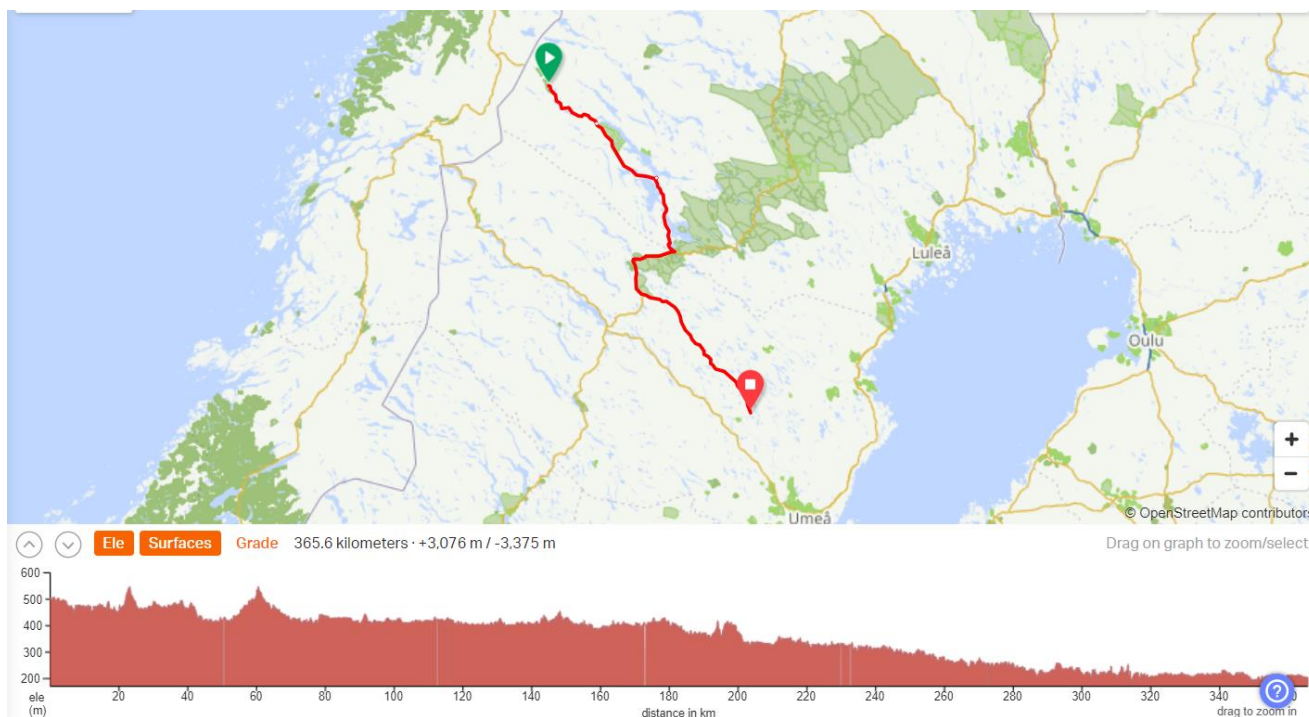 Luleå
Oulu
Umeå
+
−
© OpenStreetMap contributors
Ele Surfaces Grade 365.6 kilometers · +3,076 m / -3,375 m Drag on graph to zoom/select
600
500
400
300
200
ele
(m)
20 40 60 80 100 120 140 160 180 200 220 240 260 280 300 320 340
distance in km
drag to zoom in
?